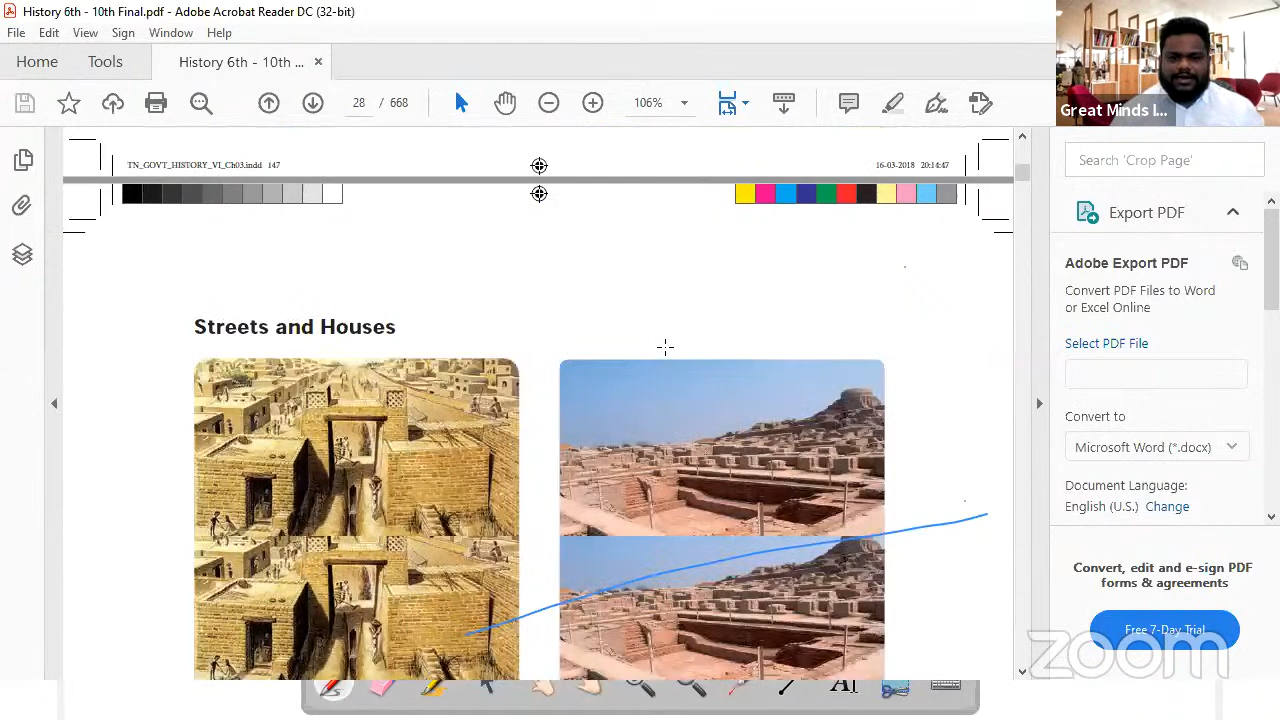 History 6th - 10th Final.pdf - Adobe Acrobat Reader DC (32-bit)
File Edit View Sign Window Help
Home Tools History 6th - 10th ... ×
28 / 668 106%
Great Minds I...
TN_GOVT_HISTORY_VI_Ch03.indd 147 16-03-2018 20:14:47
Streets and Houses
Search 'Crop Page'
Export PDF
Adobe Export PDF
Convert PDF Files to Word
or Excel Online
Select PDF File
Convert to
Microsoft Word (*.docx)
Document Language:
English (U.S.) Change
Convert, edit and e-sign PDF
forms & agreements
Free 7-Day Trial
zoom